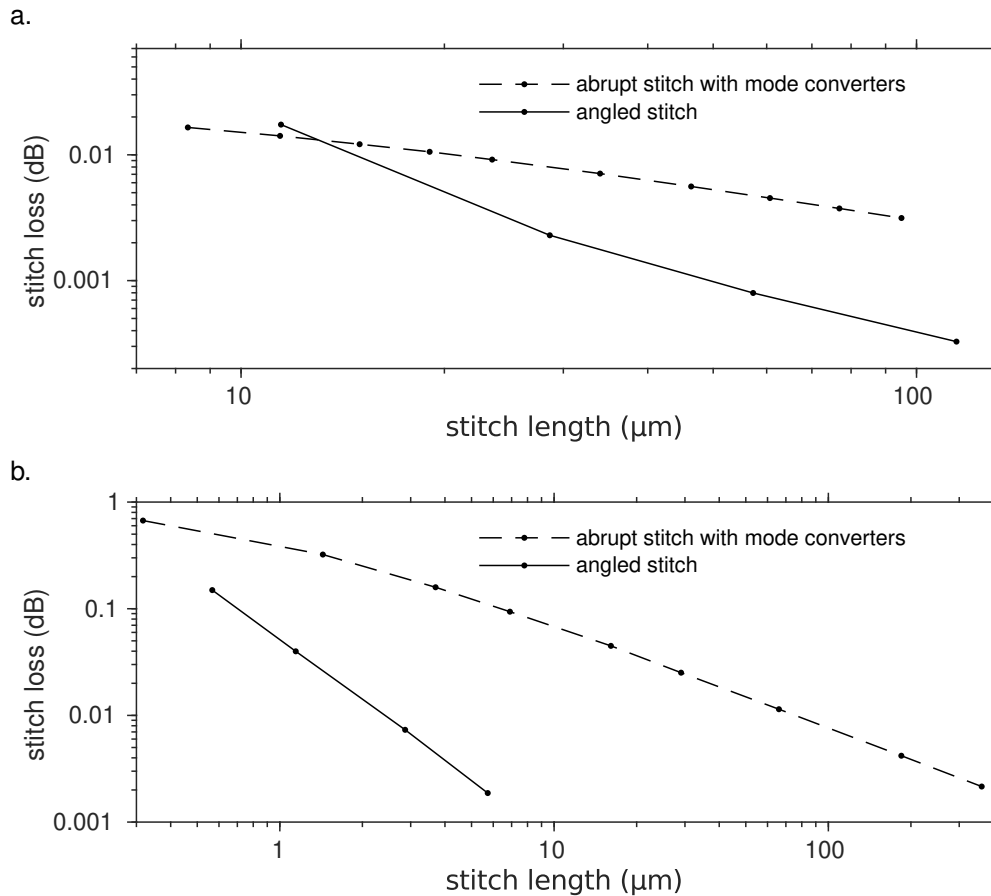 a.
abrupt stitch with mode converters
angled stitch
0.01
0.001
stitch loss (dB)
10
100
stitch length (µm)
b.
1
abrupt stitch with mode converters
angled stitch
0.1
0.01
0.001
stitch loss (dB)
1
10
100
stitch length (µm)